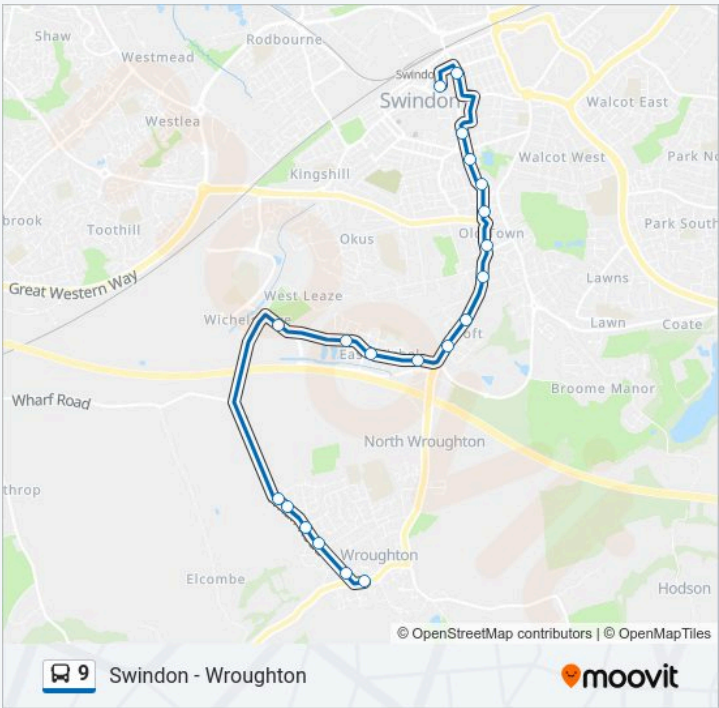 Shaw
Rodbourne
Westmead
Swindo
Swindon
Walcot East
Westlea
Walcot West
Park No
Kingshill
brook
Toothill
Okus
Old Town
Park South
Great Western Way
Lawns
West Leaze
Lawn
Coate
oft
Broome Manor
Wharf Road
North Wroughton
throp
Wroughton
Elcombe
Hodson
© OpenStreetMap contributors | © OpenMapTiles
9 Swindon - Wroughton
moovit